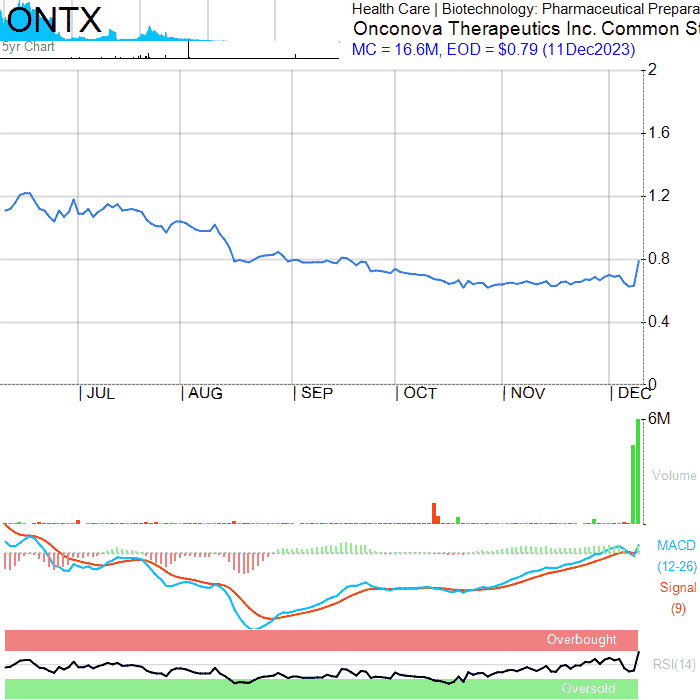 ONTX
Health Care | Biotechnology: Pharmaceutical Prepara
Onconova Therapeutics Inc. Common St
5yr Chart
MC = 16.6M, EOD = $0.79 (11Dec2023)
2
1.6
1.2
0.8
0.4
0
| JUL | AUG | SEP | OCT | NOV | DEC
6M
Volume
MACD
(12-26)
Signal
(9)
Overbought
RSI(14)
Oversold